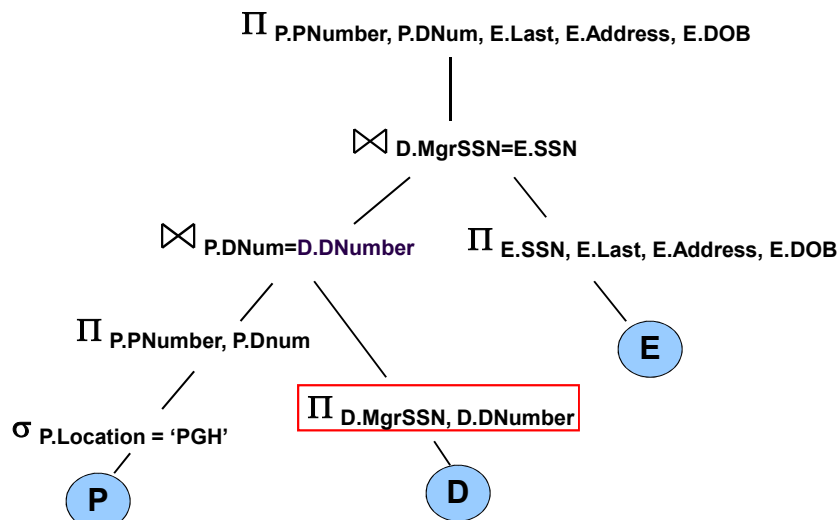 Π P.PNumber, P.DNum, E.Last, E.Address, E.DOB
⋈ D.MgrSSN=E.SSN
⋈ P.DNum=D.DNumber
Π E.SSN, E.Last, E.Address, E.DOB
Π P.PNumber, P.Dnum
E
Π D.MgrSSN, D.DNumber
σ P.Location = ‘PGH’
P
D